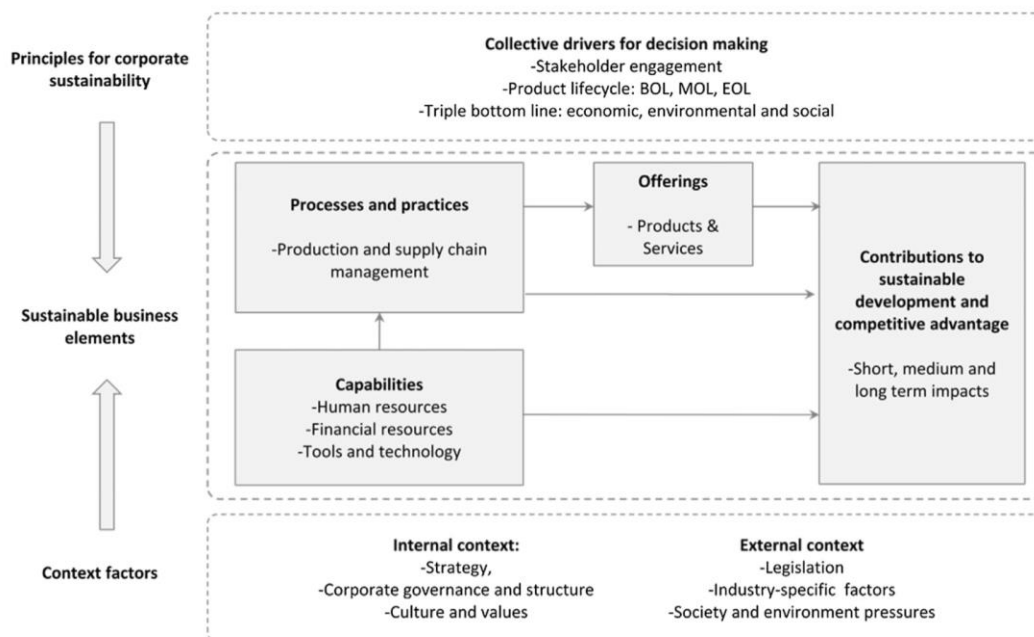 Principles for corporate
sustainability
Collective drivers for decision making
-Stakeholder engagement
-Product lifecycle: BOL, MOL, EOL
-Triple bottom line: economic, environmental and social
Processes and practices
-Production and supply chain
management
Offerings
- Products &
Services
Contributions to
sustainable
development and
competitive advantage
-Short, medium and
long term impacts
Sustainable business
elements
Capabilities
-Human resources
-Financial resources
-Tools and technology
Context factors
Internal context:
-Strategy,
-Corporate governance and structure
-Culture and values
External context
-Legislation
-Industry-specific factors
-Society and environment pressures